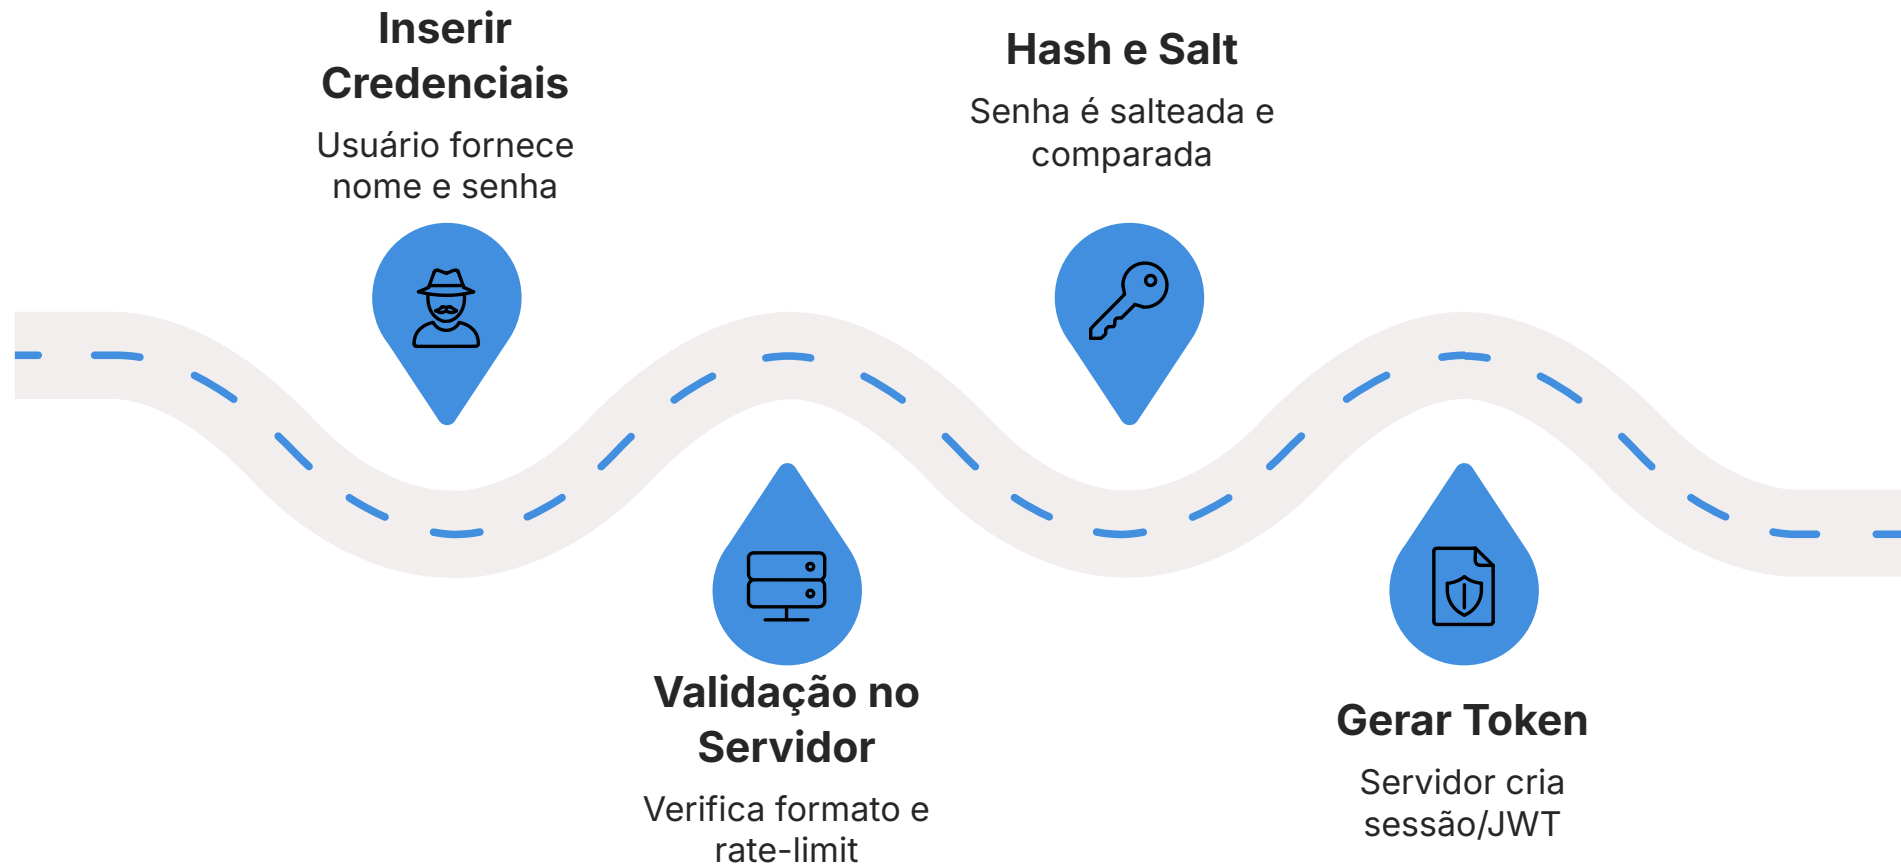 Inserir
Credenciais
Usuário fornece
nome e senha
Validação no
Servidor
Verifica formato e
rate-limit
Hash e Salt
Senha é salteada e
comparada
Gerar Token
Servidor cria
sessão/JWT